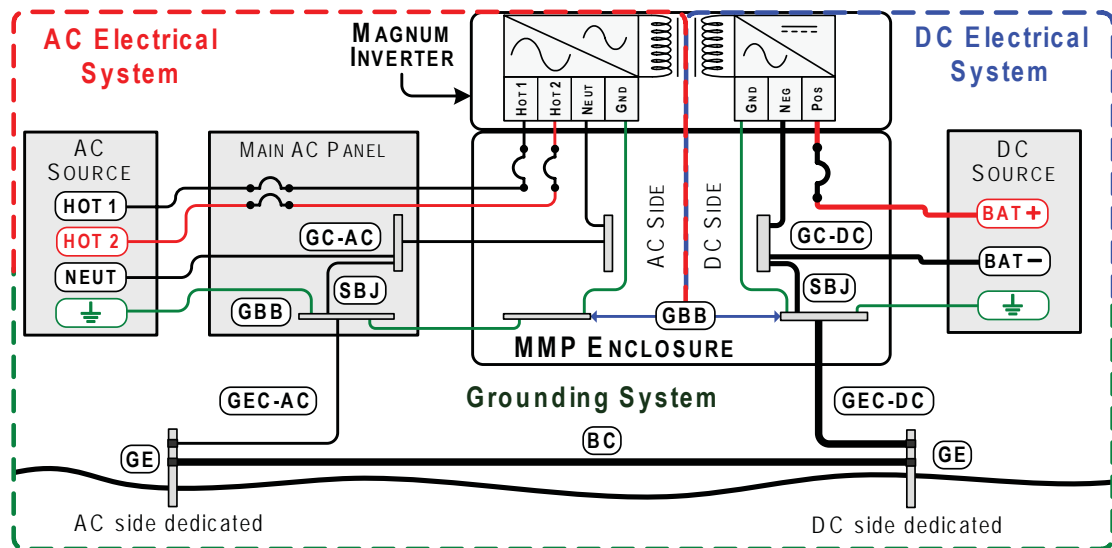 AC Electrical
System
MAGNUM
INVERTER
DC Electrical
System
HOT 1
HOT 2
NEUT
GND
GND
NEG
POS
AC
SOURCE
HOT 1
HOT 2
NEUT
MAIN AC PANEL
GC-AC
SBJ
GBB
AC SIDE
DC SIDE
GC-DC
SBJ
GBB
MMP ENCLOSURE
DC
SOURCE
BAT+
BAT−
Grounding System
GEC-AC
GEC-DC
BC
GE
GE
AC side dedicated
DC side dedicated